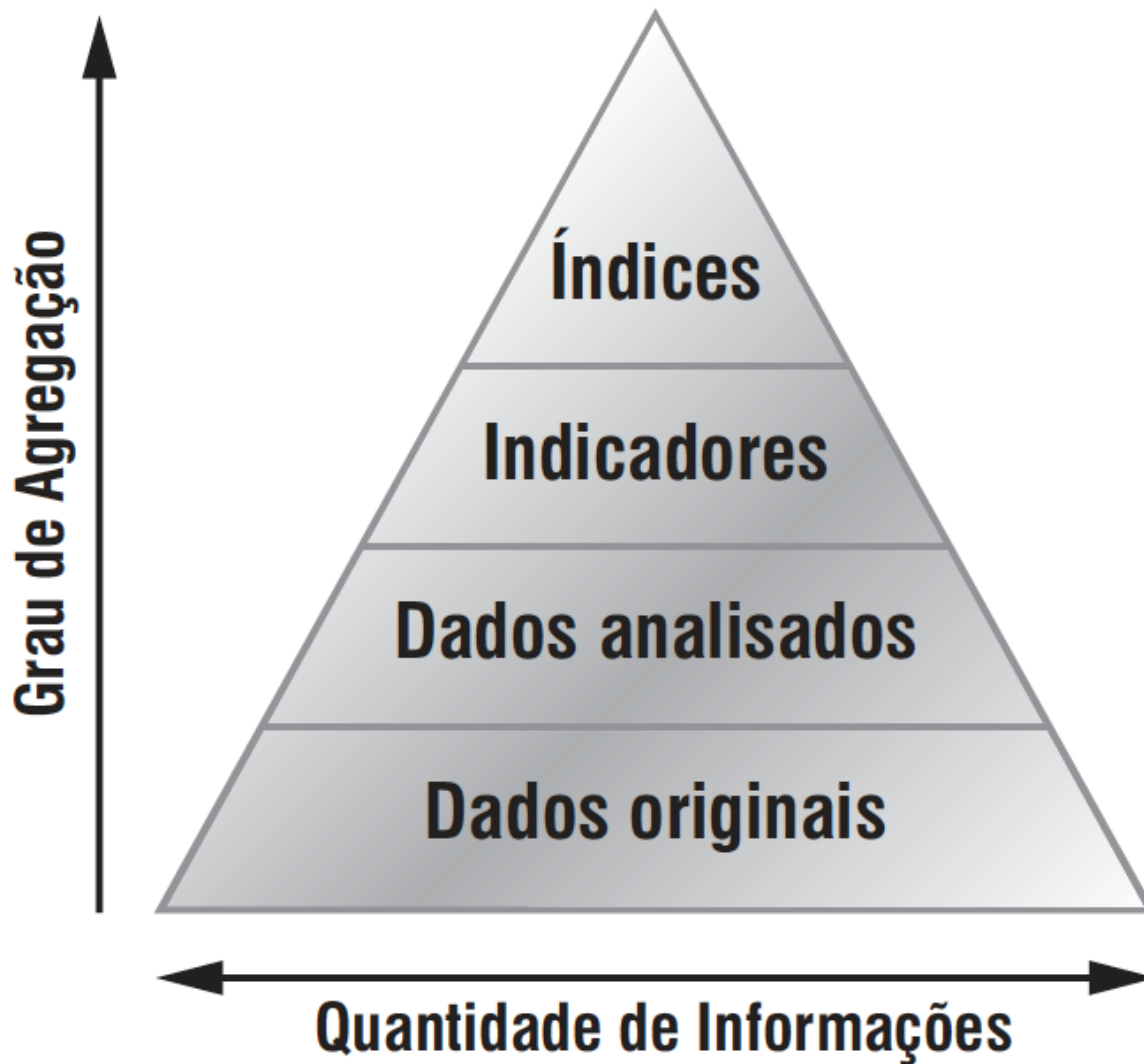 Grau de Agregação
Índices
Indicadores
Dados analisados
Dados originais
Quantidade de Informações